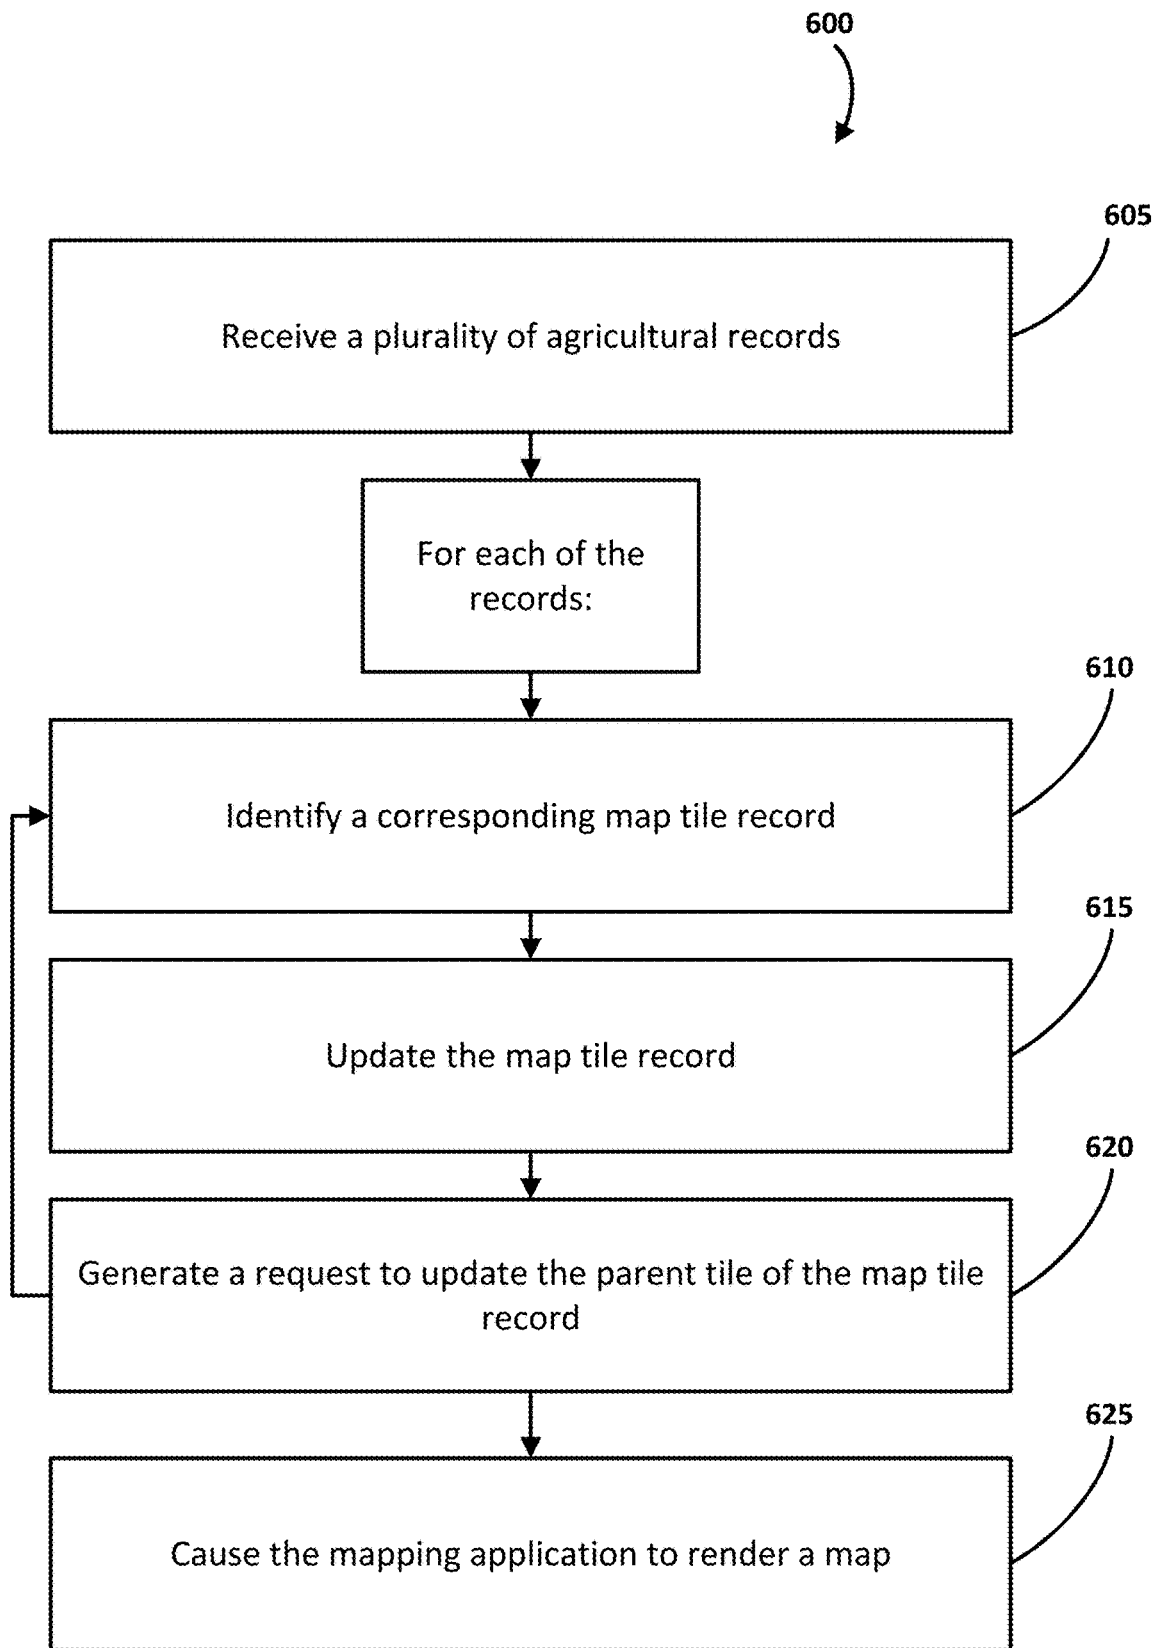 600
605
Receive a plurality of agricultural records
For each of the
records:
610
Identify a corresponding map tile record
615
Update the map tile record
620
Generate a request to update the parent tile of the map tile
record
625
Cause the mapping application to render a map